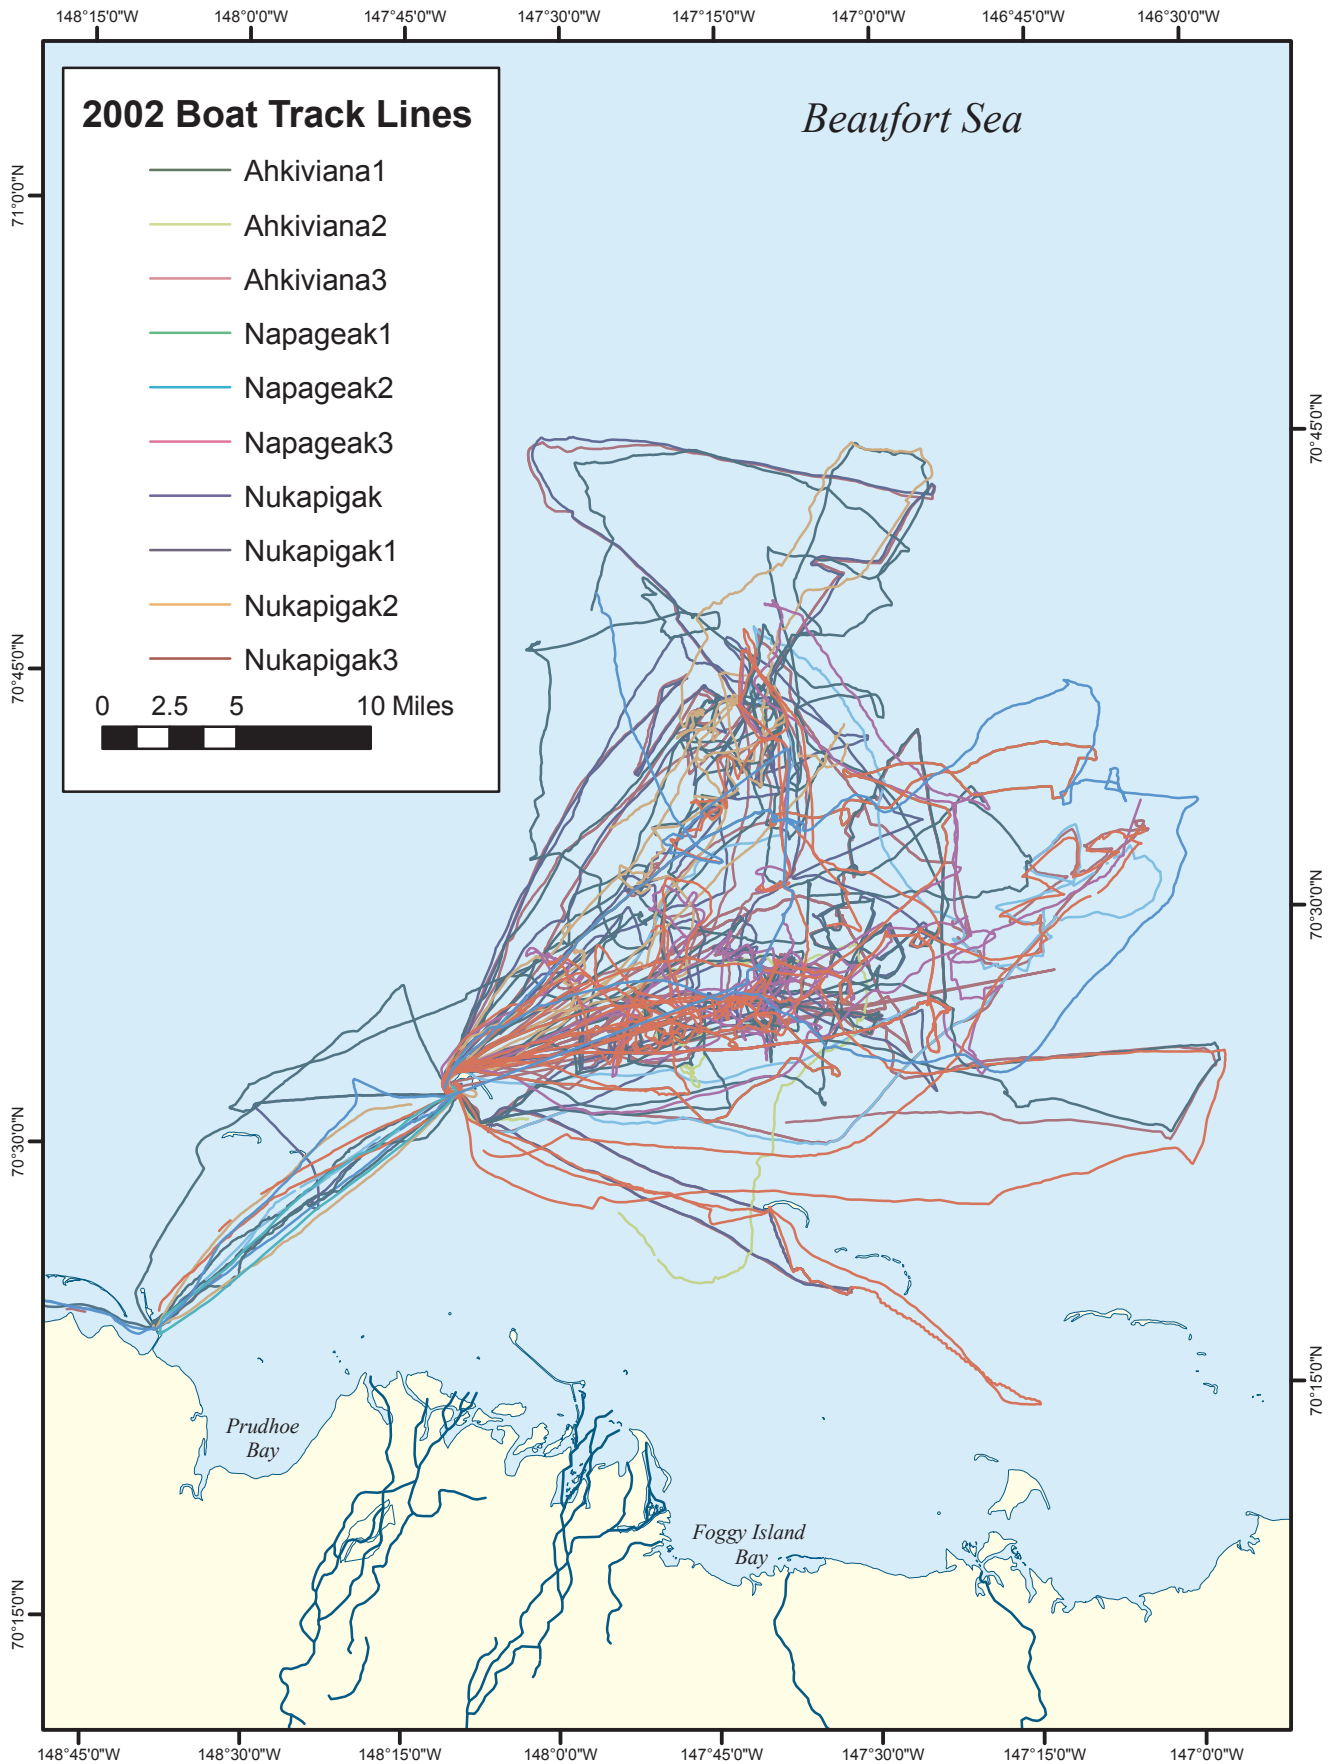 148°15'0"W 148°0'0"W 147°45'0"W 147°30'0"W 147°15'0"W 147°0'0"W 146°45'0"W 146°30'0"W
2002 Boat Track Lines
Ahkiviana1
Ahkiviana2
Ahkiviana3
Napageak1
Napageak2
Napageak3
Nukapigak
Nukapigak1
Nukapigak2
Nukapigak3
0 2.5 5 10 Miles
Beaufort Sea
71°0'0"N
70°45'0"N
70°30'0"N
70°15'0"N
70°45'0"N
70°30'0"N
70°15'0"N
Prudhoe
Bay
Foggy Island
Bay
148°45'0"W 148°30'0"W 148°15'0"W 148°0'0"W 147°45'0"W 147°30'0"W 147°15'0"W 147°0'0"W